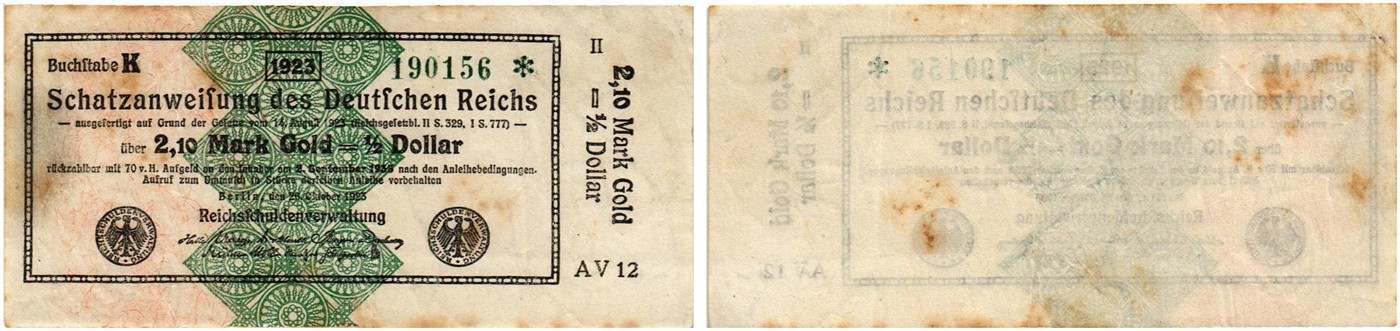 Buchſtabe K 1923 190156 *
Schatzanweiſung des Deutſchen Reichs
— ausgefertigt auf Grund der Geſetze vom 14. Auguſt 1923 (Reichsgeſetzbl. II S. 329, I S. 777) —
über 2,10 Mark Gold = ½ Dollar
rückzahlbar mit 70 v. H. Aufgeld an den Inhaber am 2. September 1935 nach den Anleihebedingungen.
Aufruf zum Umtauſch in Stücke derſelben Anleihe vorbehalten
Berlin, den 26. Oktober 1923
Reichsſchuldenverwaltung
REICHSSCHULDENVERWALTUNG
REICHSSCHULDENVERWALTUNG
II
2,10 Mark Gold
= ½ Dollar
AV 12